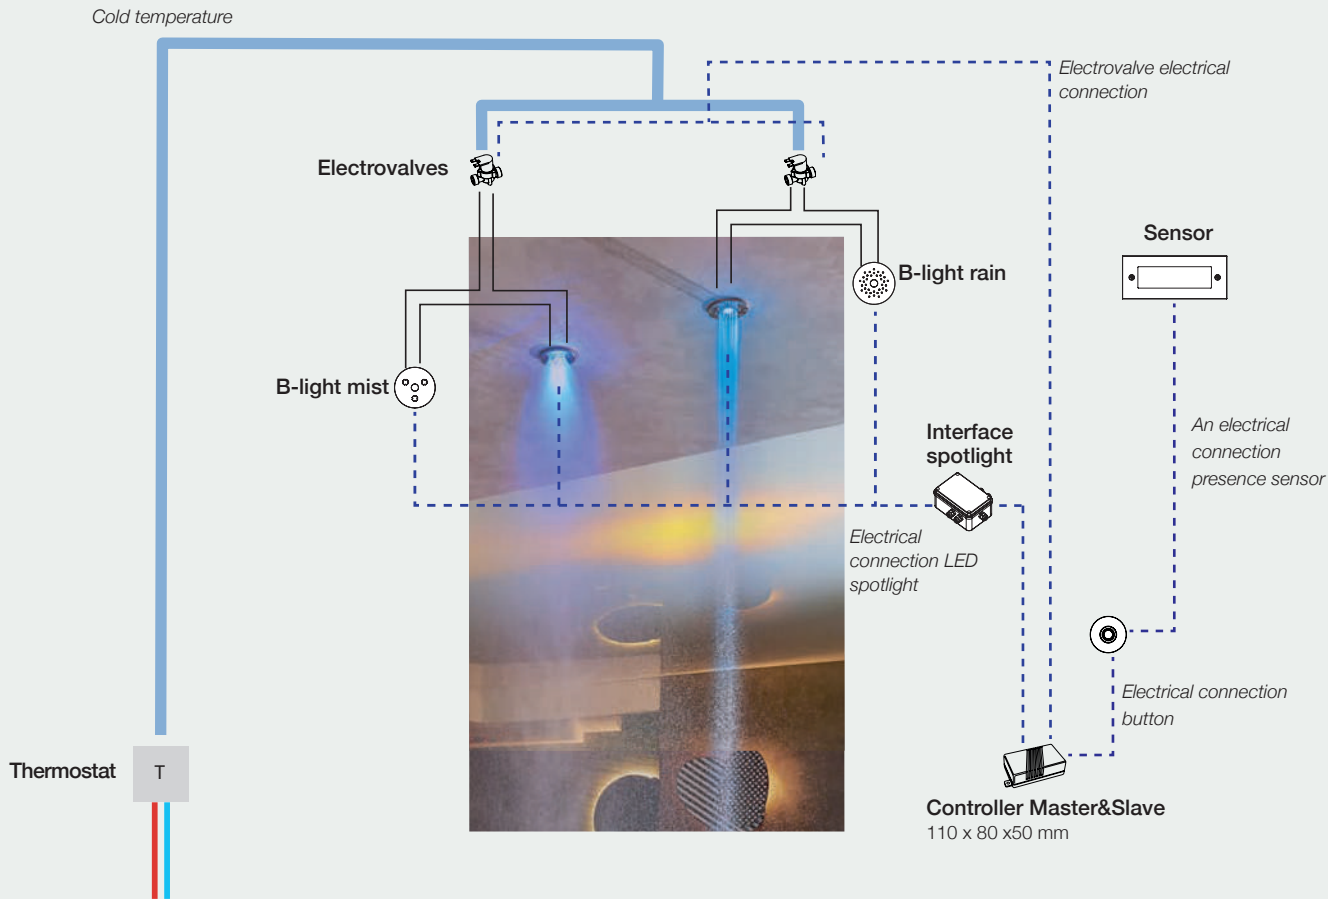 Cold temperature
Electrovalve electrical
connection
Electrovalves
Sensor
B-light rain
B-light mist
Interface
spotlight
An electrical
connection
presence sensor
Electrical
connection LED
spotlight
Electrical connection
button
Thermostat
T
Controller Master&Slave
110 x 80 x50 mm